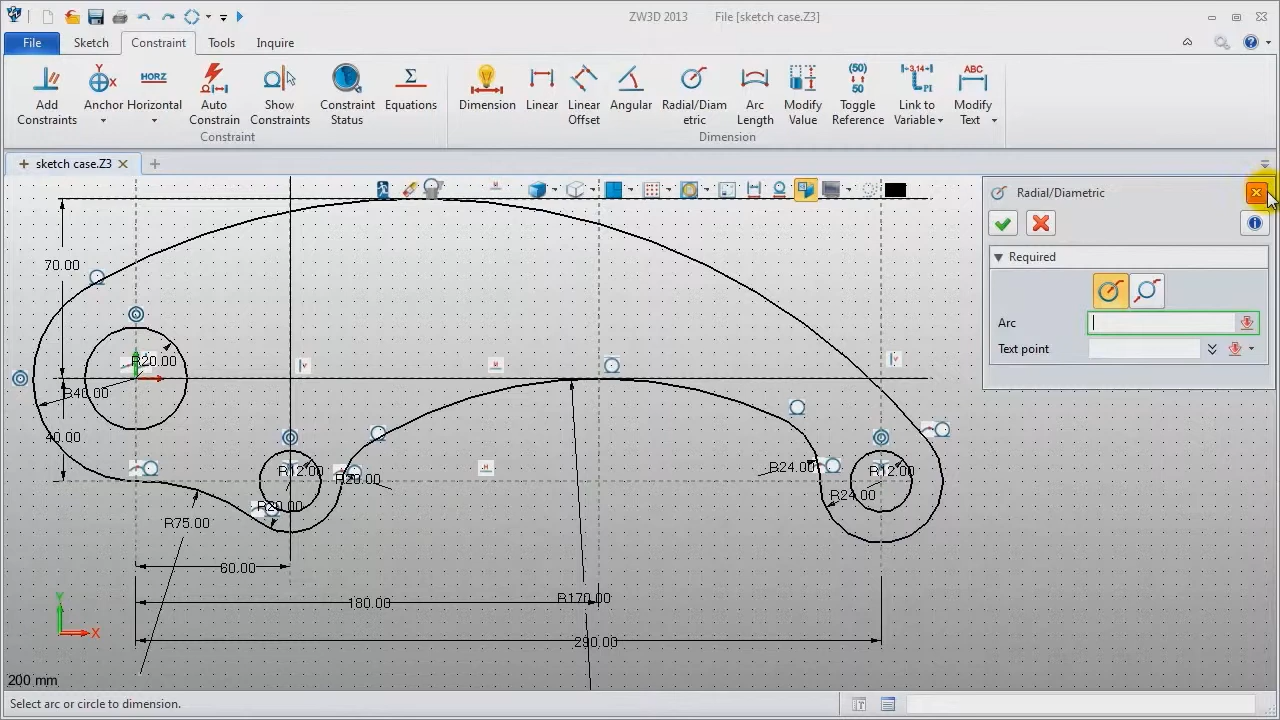 ZW3D 2013 File [sketch case.Z3]
File Sketch Constraint Tools Inquire
Add Constraints
Anchor
HORZ
Horizontal
Auto Constrain
Show Constraints
Constraint Status
Σ
Equations
Dimension
Linear
Linear Offset
Angular
Radial/Diam etric
Arc Length
(50)
(50)
Modify Value
Toggle Reference
3.14
PI
Link to Variable
ABC
Modify Text
Constraint
Dimension
sketch case.Z3
Radial/Diametric
Required
Arc
Text point
70.00
R20.00
R40.00
40.00
R12.00
R20.00
R20.00
R75.00
R24.00
R12.00
R24.00
60.00
180.00
R170.00
290.00
Y
X
200 mm
Select arc or circle to dimension.